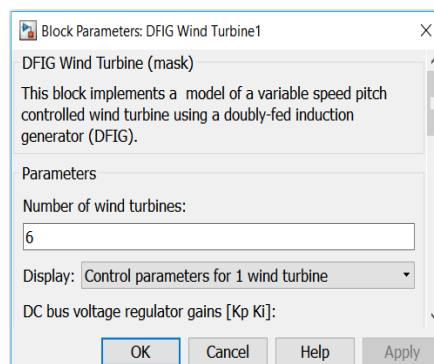 Block Parameters: DFIG Wind Turbine1
DFIG Wind Turbine (mask)
This block implements a model of a variable speed pitch
controlled wind turbine using a doubly-fed induction
generator (DFIG).
Parameters
Number of wind turbines:
6
Display: Control parameters for 1 wind turbine
DC bus voltage regulator gains [Kp Ki]:
OK Cancel Help Apply